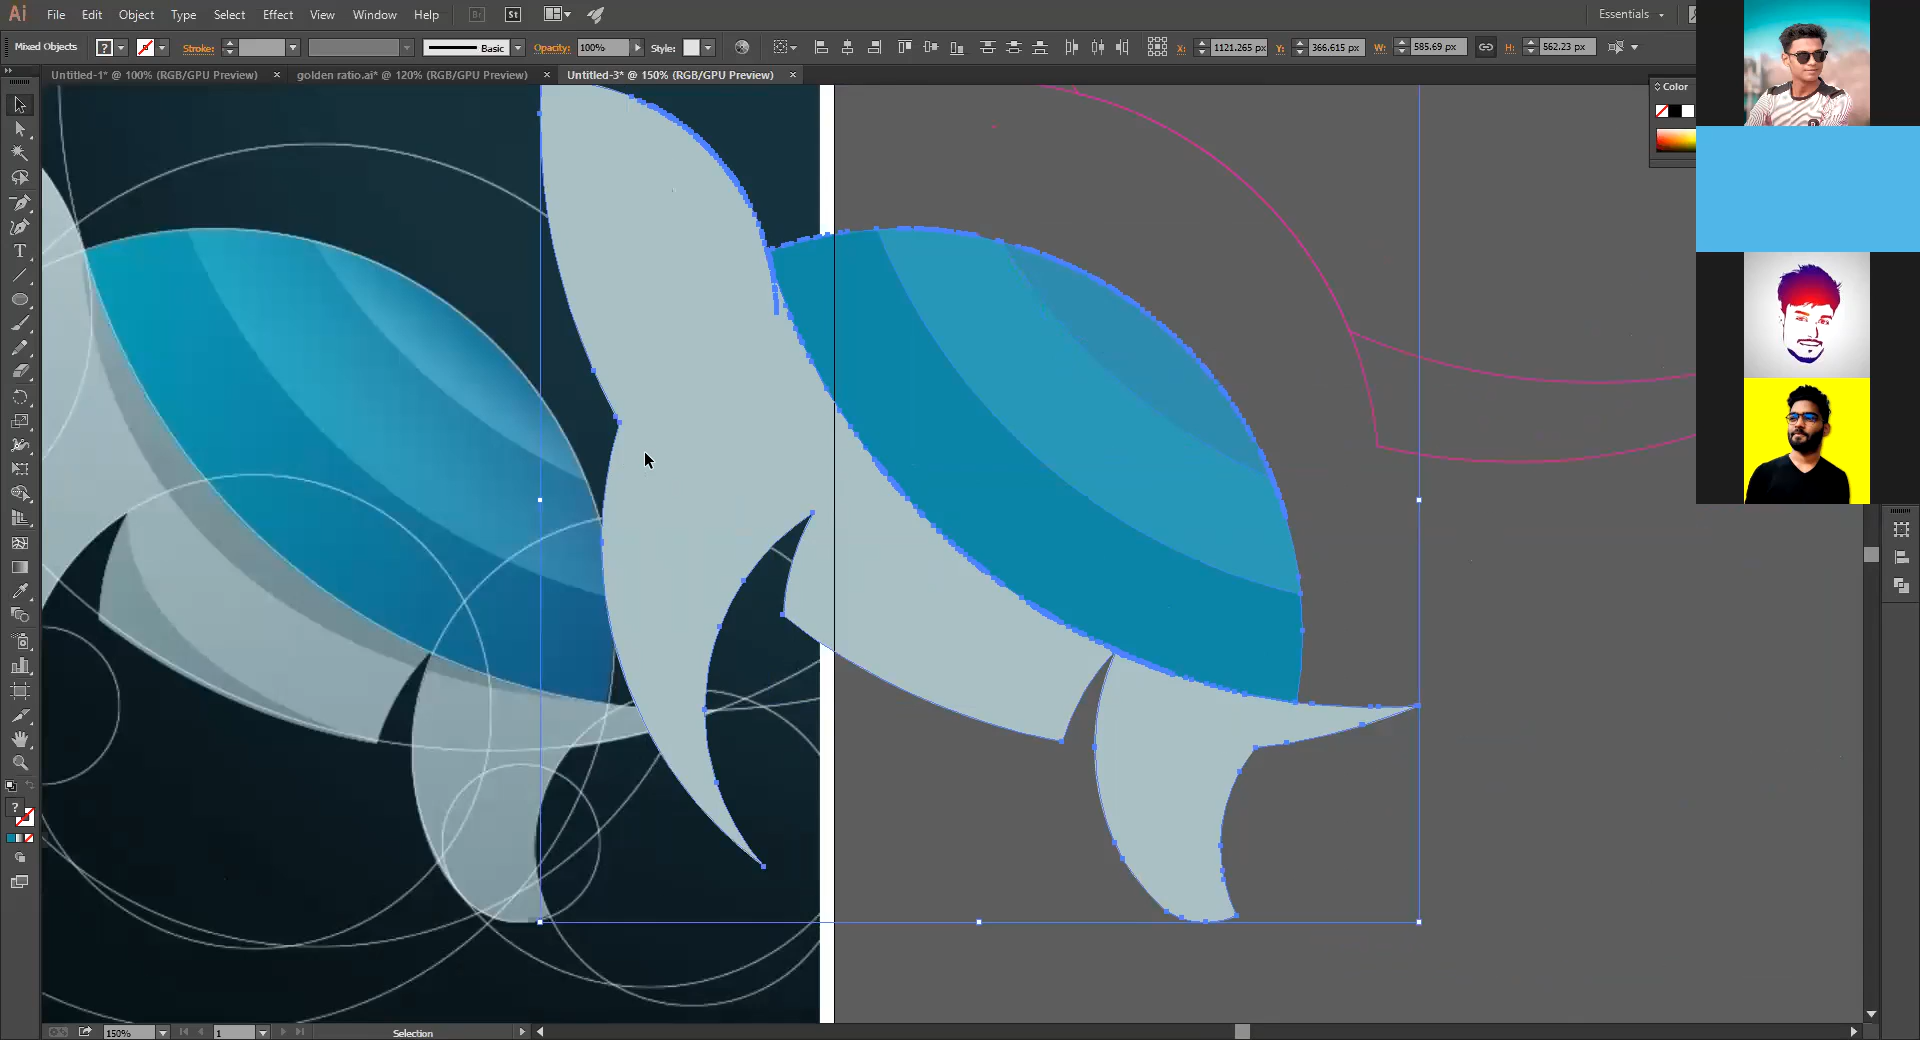 Ai File Edit Object Type Select Effect View Window Help Br St Essentials
Mixed Objects ? Stroke: Basic Opacity: 100% Style: X: 1121.265 px Y: 366.615 px W: 585.69 px H: 562.23 px
Untitled-1* @ 100% (RGB/GPU Preview) × golden ratio.ai* @ 120% (RGB/GPU Preview) × Untitled-3* @ 150% (RGB/GPU Preview) ×
Color
T
?
150% 1 Selection